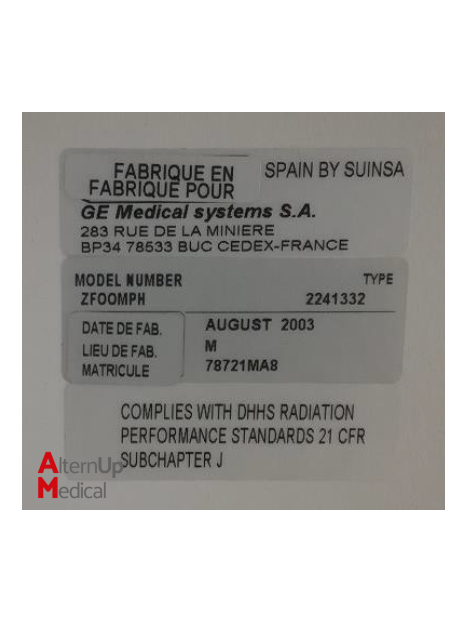 FABRIQUE EN SPAIN BY SUINSA
FABRIQUE POUR
GE Medical systems S.A.
283 RUE DE LA MINIERE
BP34 78533 BUC CEDEX-FRANCE
MODEL NUMBER TYPE
ZFOOMPH 2241332
DATE DE FAB. AUGUST 2003
LIEU DE FAB. M
MATRICULE 78721MA8
COMPLIES WITH DHHS RADIATION
PERFORMANCE STANDARDS 21 CFR
SUBCHAPTER J
AlternUp
Medical